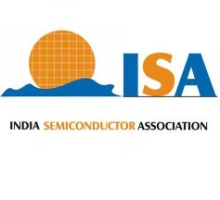 ISA
INDIA SEMICONDUCTOR ASSOCIATION